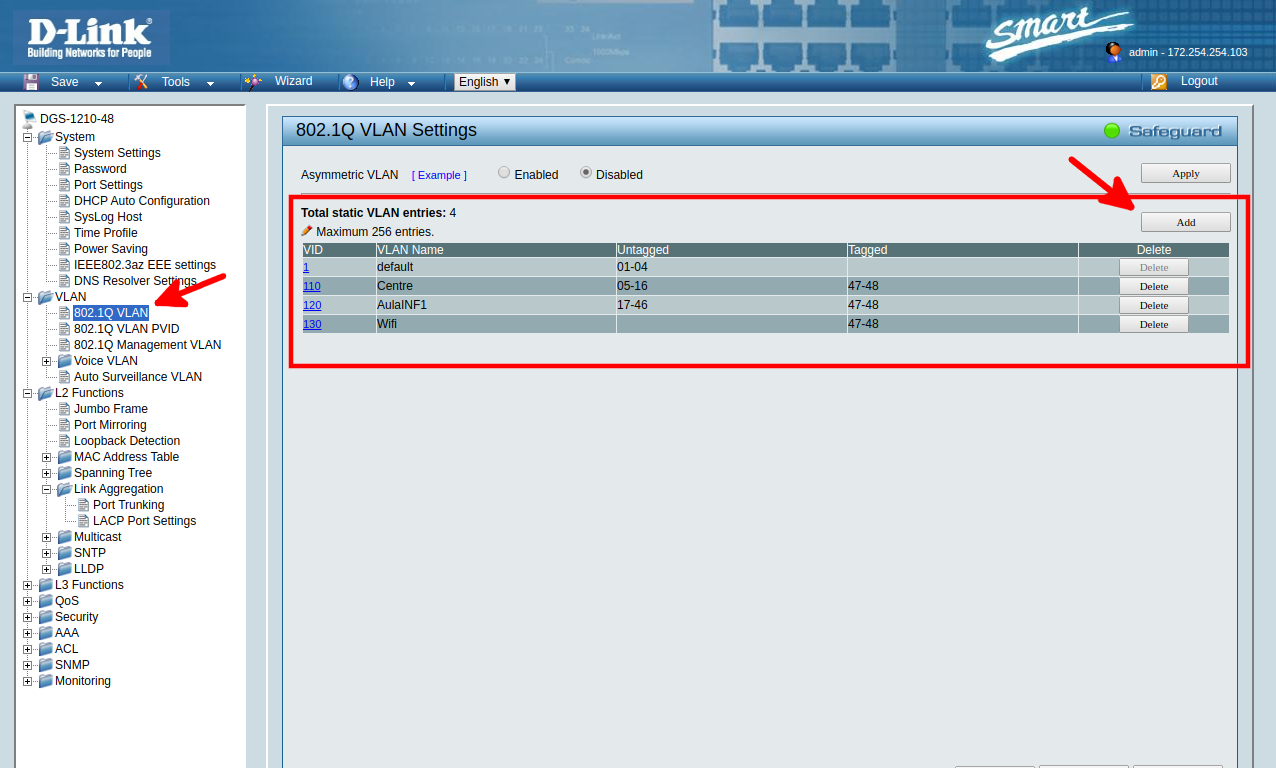 D-Link®
Building Networks for People
Smart
admin - 172.254.254.103
Save Tools Wizard Help English Logout
DGS-1210-48
System
System Settings
Password
Port Settings
DHCP Auto Configuration
SysLog Host
Time Profile
Power Saving
IEEE802.3az EEE settings
DNS Resolver Settings
VLAN
802.1Q VLAN
802.1Q VLAN PVID
802.1Q Management VLAN
Voice VLAN
Auto Surveillance VLAN
L2 Functions
Jumbo Frame
Port Mirroring
Loopback Detection
MAC Address Table
Spanning Tree
Link Aggregation
Port Trunking
LACP Port Settings
Multicast
SNTP
LLDP
L3 Functions
QoS
Security
AAA
ACL
SNMP
Monitoring
802.1Q VLAN Settings Safeguard
Asymmetric VLAN [ Example ] Enabled Disabled Apply
Total static VLAN entries: 4
Add
Maximum 256 entries.
VID VLAN Name Untagged Tagged Delete
1 default 01-04 Delete
110 Centre 05-16 47-48 Delete
120 AulaINF1 17-46 47-48 Delete
130 Wifi 47-48 Delete